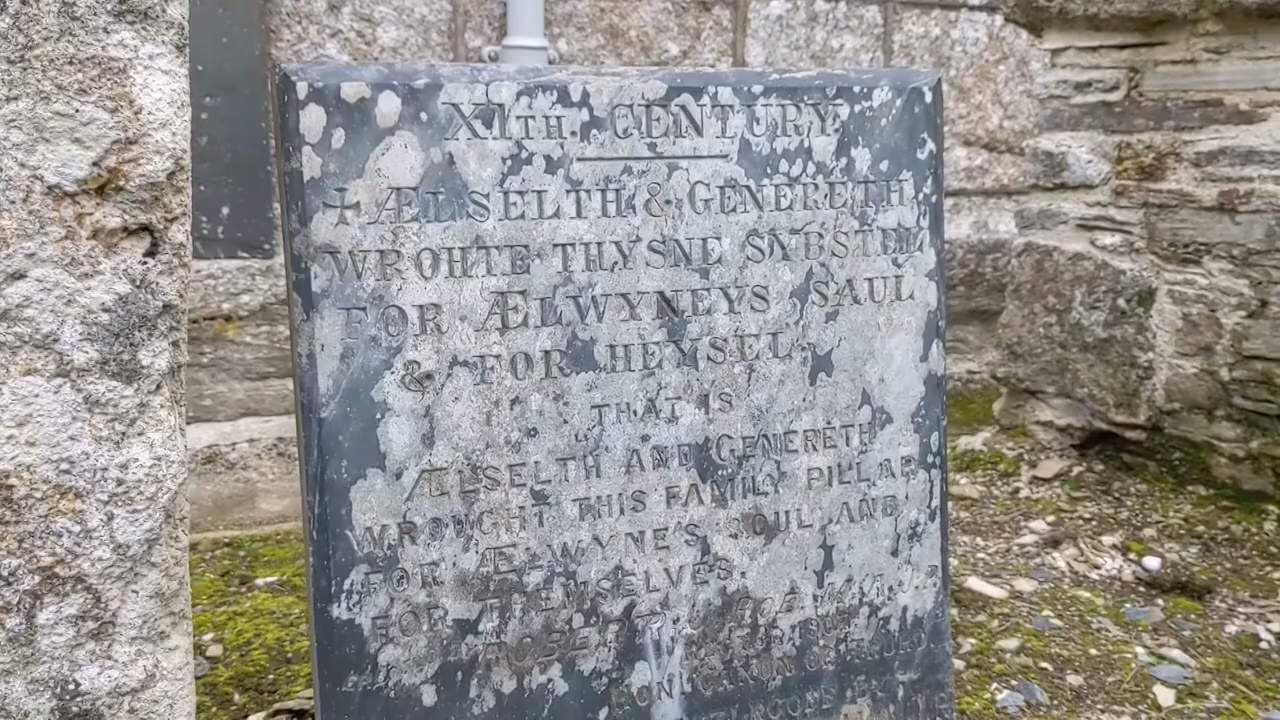 XITH. CENTURY.
+ ÆLSELTH & GENERETH
WROHTE THYSNE SYBSTEL
FOR ÆLWYNEYS SAUL
& FOR HEYSEL.
THAT IS
ÆLSELTH AND GENERETH
WROUGHT THIS FAMILY PILLAR
FOR ÆLWYNE'S SOUL AND
FOR THEMSELVES.
ROBERT